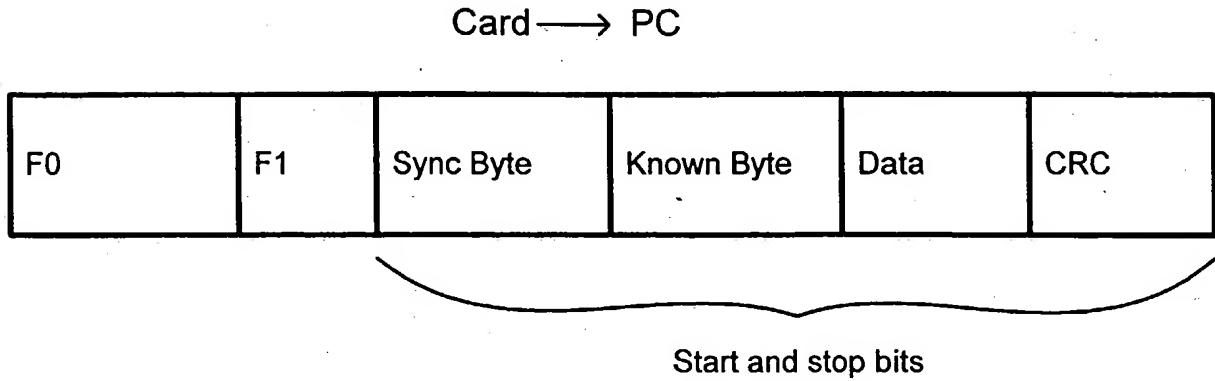 Card → PC
F0 F1 Sync Byte Known Byte Data CRC
Start and stop bits